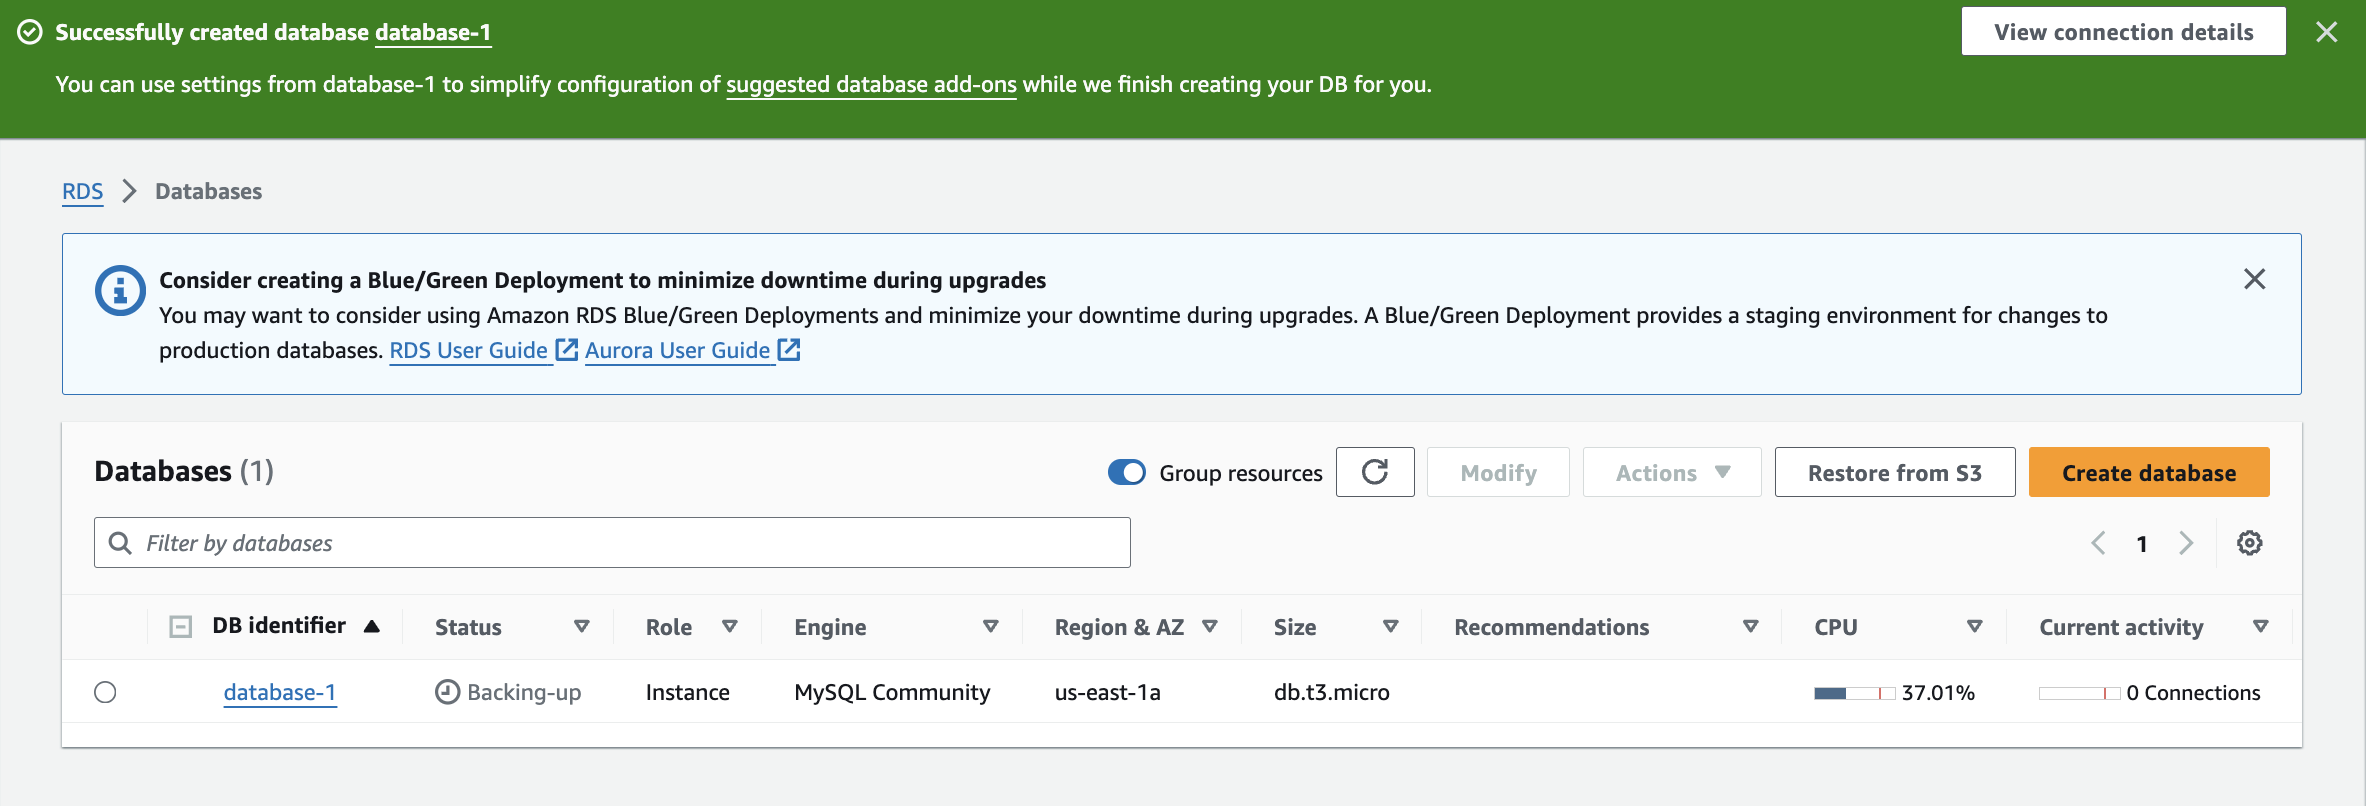 Successfully created database database-1
View connection details
You can use settings from database-1 to simplify configuration of suggested database add-ons while we finish creating your DB for you.
RDS
Databases
Consider creating a Blue/Green Deployment to minimize downtime during upgrades
You may want to consider using Amazon RDS Blue/Green Deployments and minimize your downtime during upgrades. A Blue/Green Deployment provides a staging environment for changes to
production databases. RDS User Guide Aurora User Guide
Databases (1)
Group resources
Modify
Actions
Restore from S3
Create database
Filter by databases
1
DB identifier Status Role Engine Region & AZ Size Recommendations CPU Current activity
database-1 Backing-up Instance MySQL Community us-east-1a db.t3.micro 37.01% 0 Connections